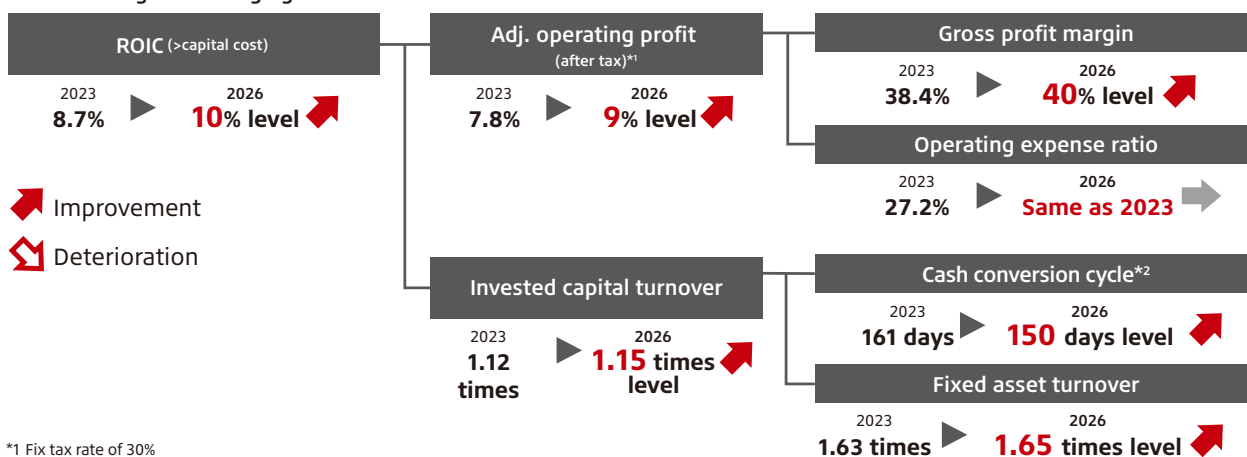 ROIC (>capital cost)
2023
8.7%
2026
10% level
Improvement
Deterioration
Adj. operating profit
(after tax)*1
2023
7.8%
2026
9% level
Gross profit margin
2023
38.4%
2026
40% level
Operating expense ratio
2023
27.2%
2026
Same as 2023
Invested capital turnover
2023
1.12
times
2026
1.15 times
level
Cash conversion cycle*2
2023
161 days
2026
150 days level
Fixed asset turnover
2023
1.63 times
2026
1.65 times level
*1 Fix tax rate of 30%